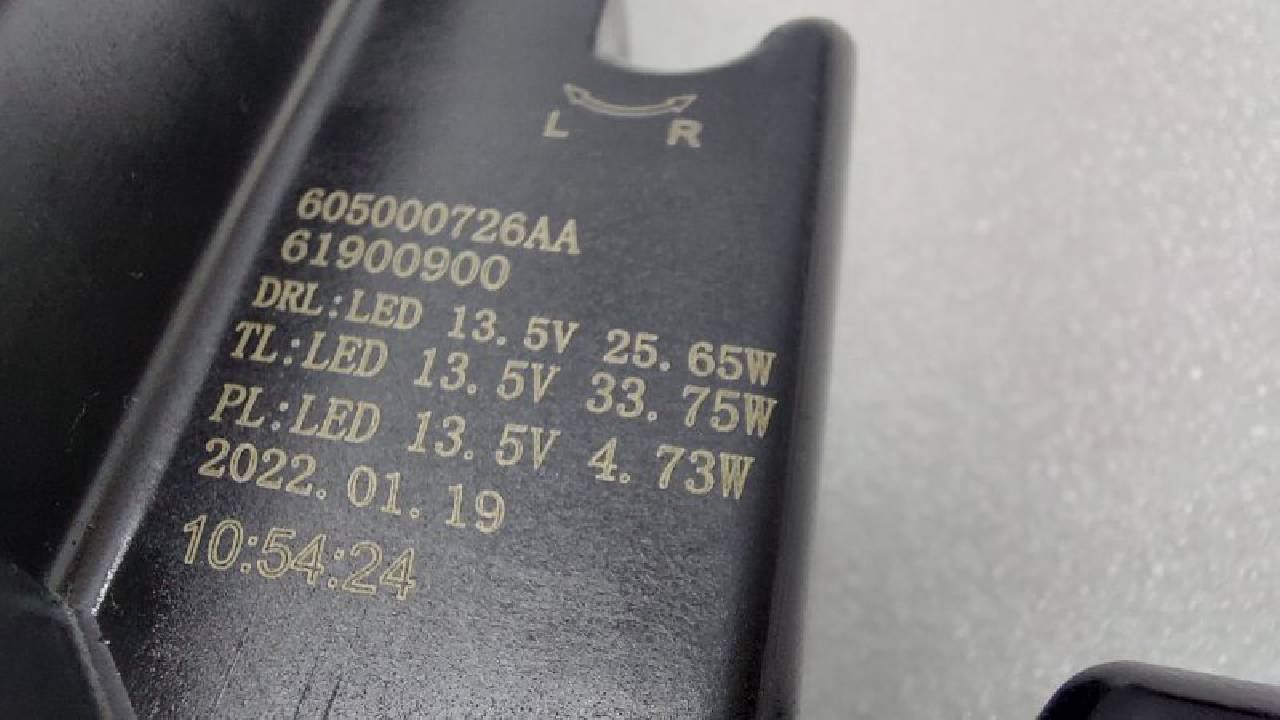 L R
605000726AA
61900900
DRL:LED 13.5V 25.65W
TL:LED 13.5V 33.75W
PL:LED 13.5V 4.73W
2022.01.19
10:54:24